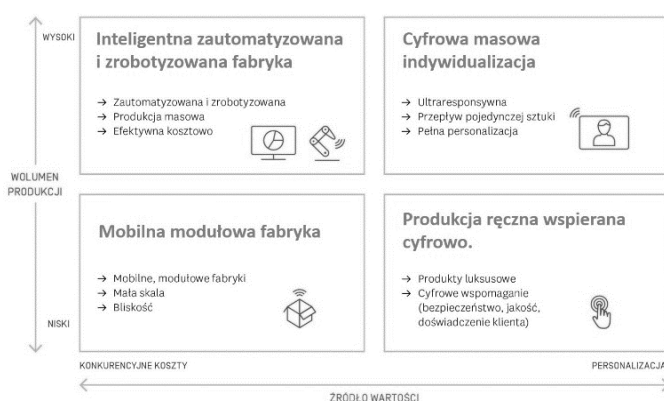 WYSOKI
Inteligentna zautomatyzowana
i zrobotyzowana fabryka
→ Zautomatyzowana i zrobotyzowana
→ Produkcja masowa
→ Efektywna kosztowo
Cyfrowa masowa
indywidualizacja
→ Ultraresponsywna
→ Przepływ pojedynczej sztuki
→ Pełna personalizacja
WOLUMEN
PRODUKCJI
Mobilna modułowa fabryka
→ Mobilne, modułowe fabryki
→ Mała skala
→ Bliskość
Produkcja ręczna wspierana
cyfrowo.
→ Produkty luksusowe
→ Cyfrowe wspomaganie
(bezpieczeństwo, jakość,
doświadczenie klienta)
NISKI
KONKURENCYJNE KOSZTY
PERSONALIZACJA
ŹRÓDŁO WARTOŚCI